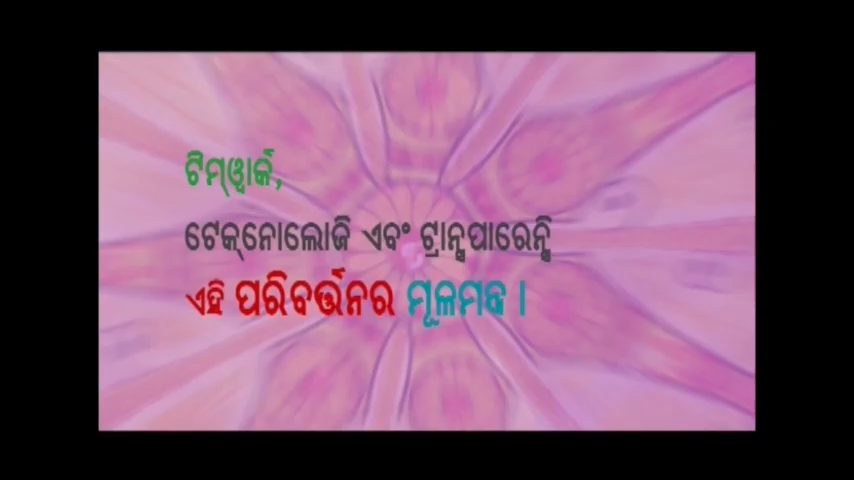 ଟିମ୍ୱାର୍କ,
ଟେକ୍ନୋଲୋଜି ଏବଂ ଟ୍ରାନ୍ସପାରେନ୍ସି
ଏହି ପରିବର୍ତ୍ତନର ମୂଳମନ୍ତ୍ର ।